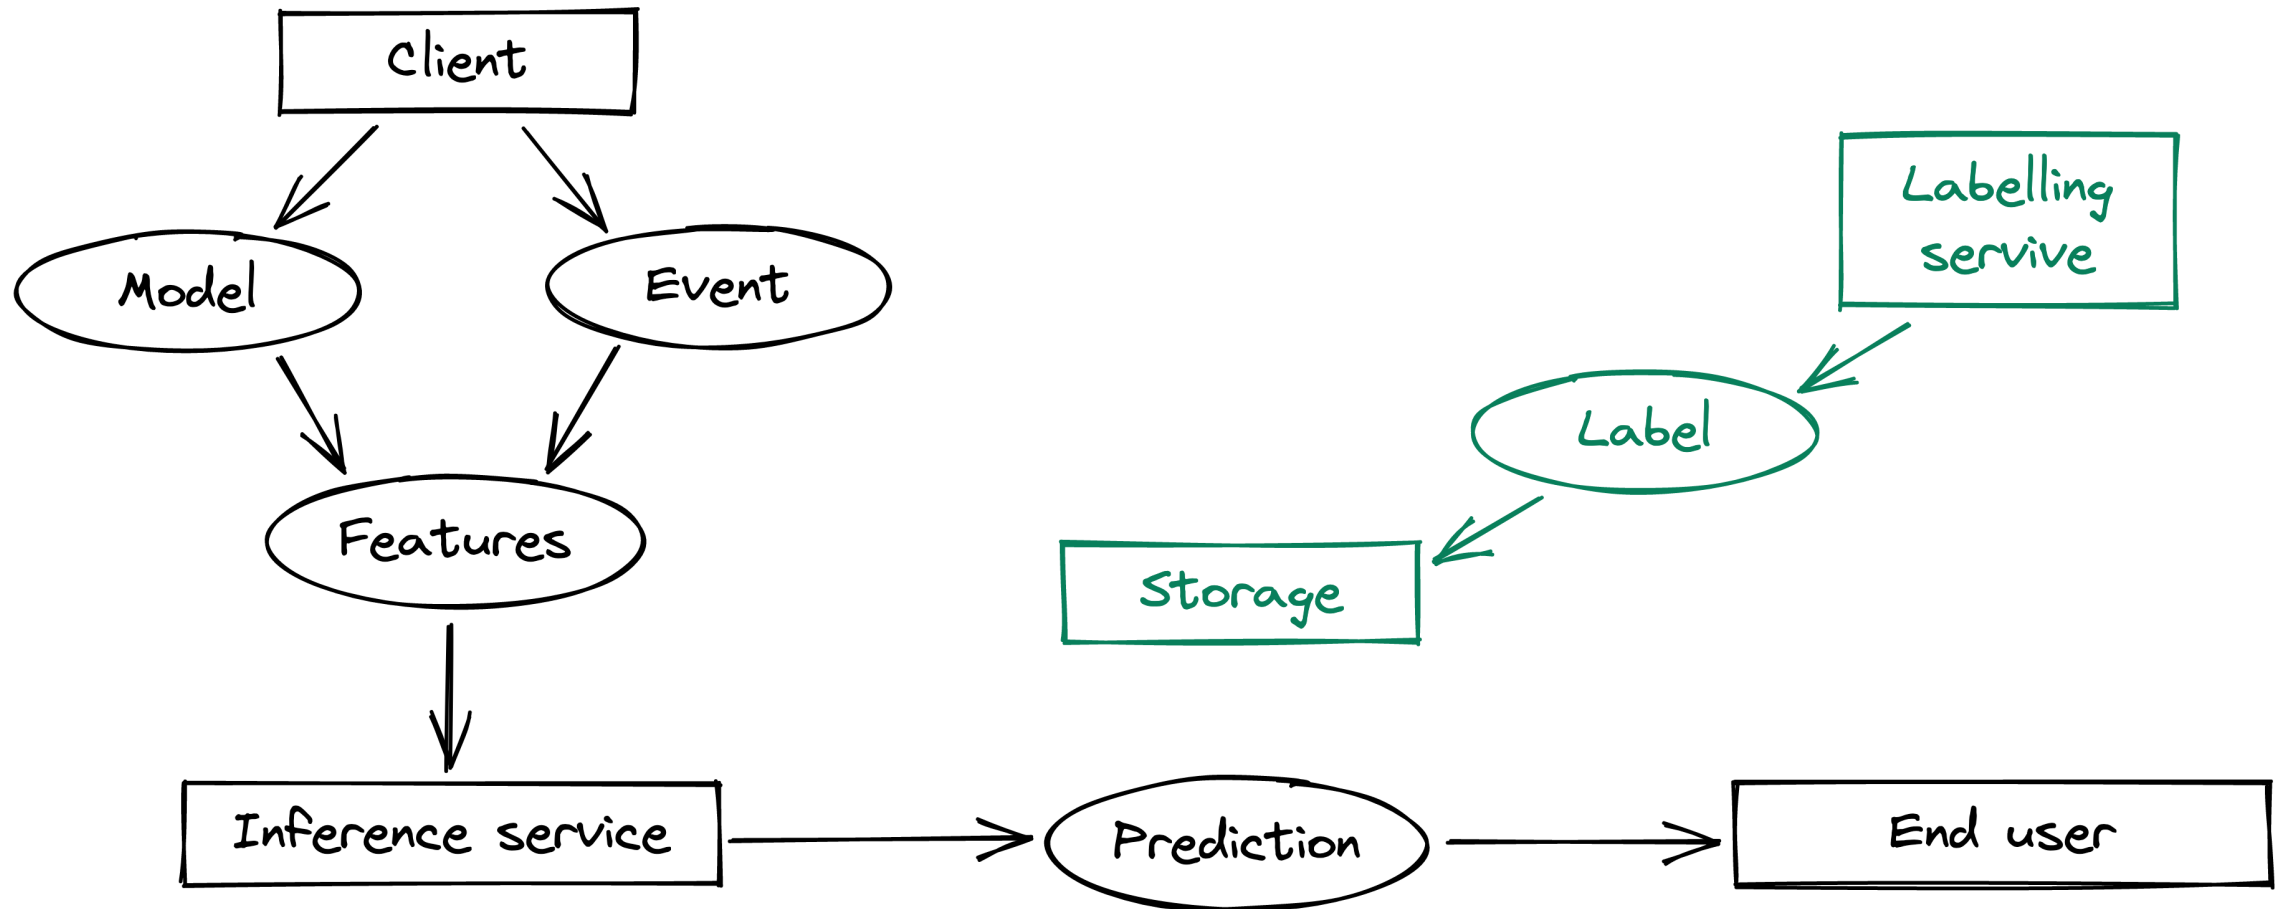 Client
Labelling
servive
Model
Event
Label
Features
Storage
Inference service
Prediction
End user